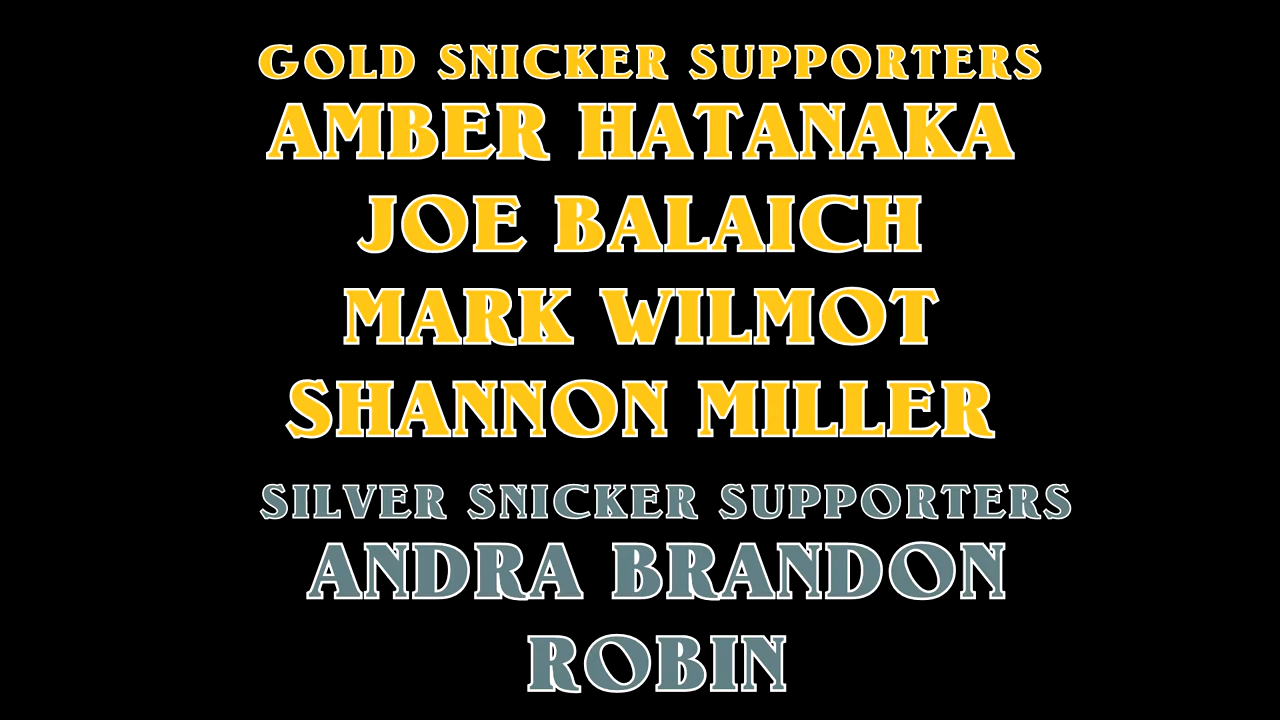 GOLD SNICKER SUPPORTERS
AMBER HATANAKA
JOE BALAICH
MARK WILMOT
SHANNON MILLER
SILVER SNICKER SUPPORTERS
ANDRA BRANDON
ROBIN